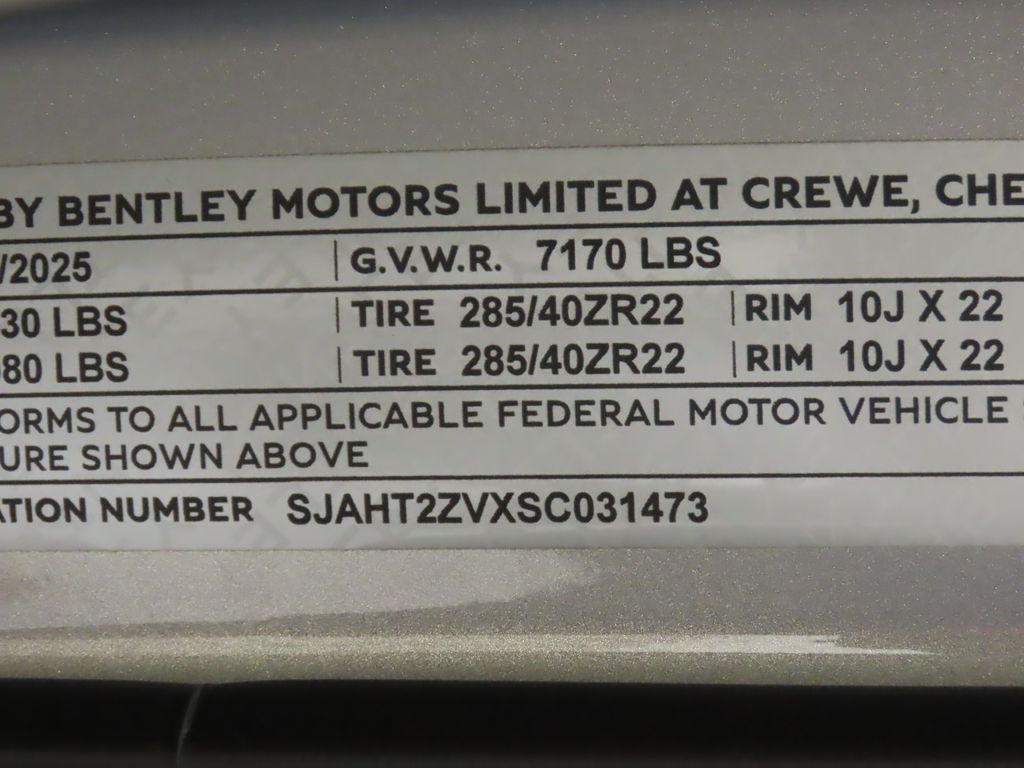 BY BENTLEY MOTORS LIMITED AT CREWE, CHE
/2025 G.V.W.R. 7170 LBS
30 LBS TIRE 285/40ZR22 RIM 10J X 22
80 LBS TIRE 285/40ZR22 RIM 10J X 22
ORMS TO ALL APPLICABLE FEDERAL MOTOR VEHICLE
URE SHOWN ABOVE
ATION NUMBER SJAHT2ZVXSC031473